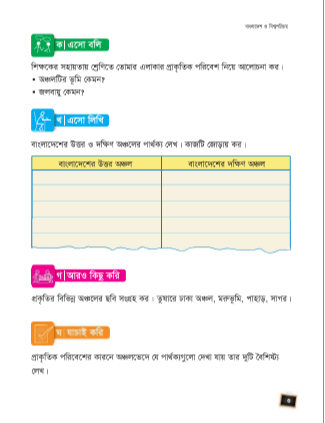 বাংলাদেশ ও বিশ্বপরিচয়
ক | এসো বলি
শিক্ষকের সহায়তায় শ্রেণিতে তোমার এলাকার প্রাকৃতিক পরিবেশ নিয়ে আলোচনা কর।
• অঞ্চলটির ভূমি কেমন?
• জলবায়ু কেমন?
খ | এসো লিখি
বাংলাদেশের উত্তর ও দক্ষিণ অঞ্চলের পার্থক্য লেখ। কাজটি জোড়ায় কর।
বাংলাদেশের উত্তর অঞ্চল বাংলাদেশের দক্ষিণ অঞ্চল
গ | আরও কিছু করি
প্রকৃতির বিভিন্ন অঞ্চলের ছবি সংগ্রহ কর : তুষারে ঢাকা অঞ্চল, মরুভূমি, পাহাড়, সাগর।
ঘ | যাচাই করি
প্রাকৃতিক পরিবেশের কারনে অঞ্চলভেদে যে পার্থক্যগুলো দেখা যায় তার দুটি বৈশিষ্ট্য
লেখ।